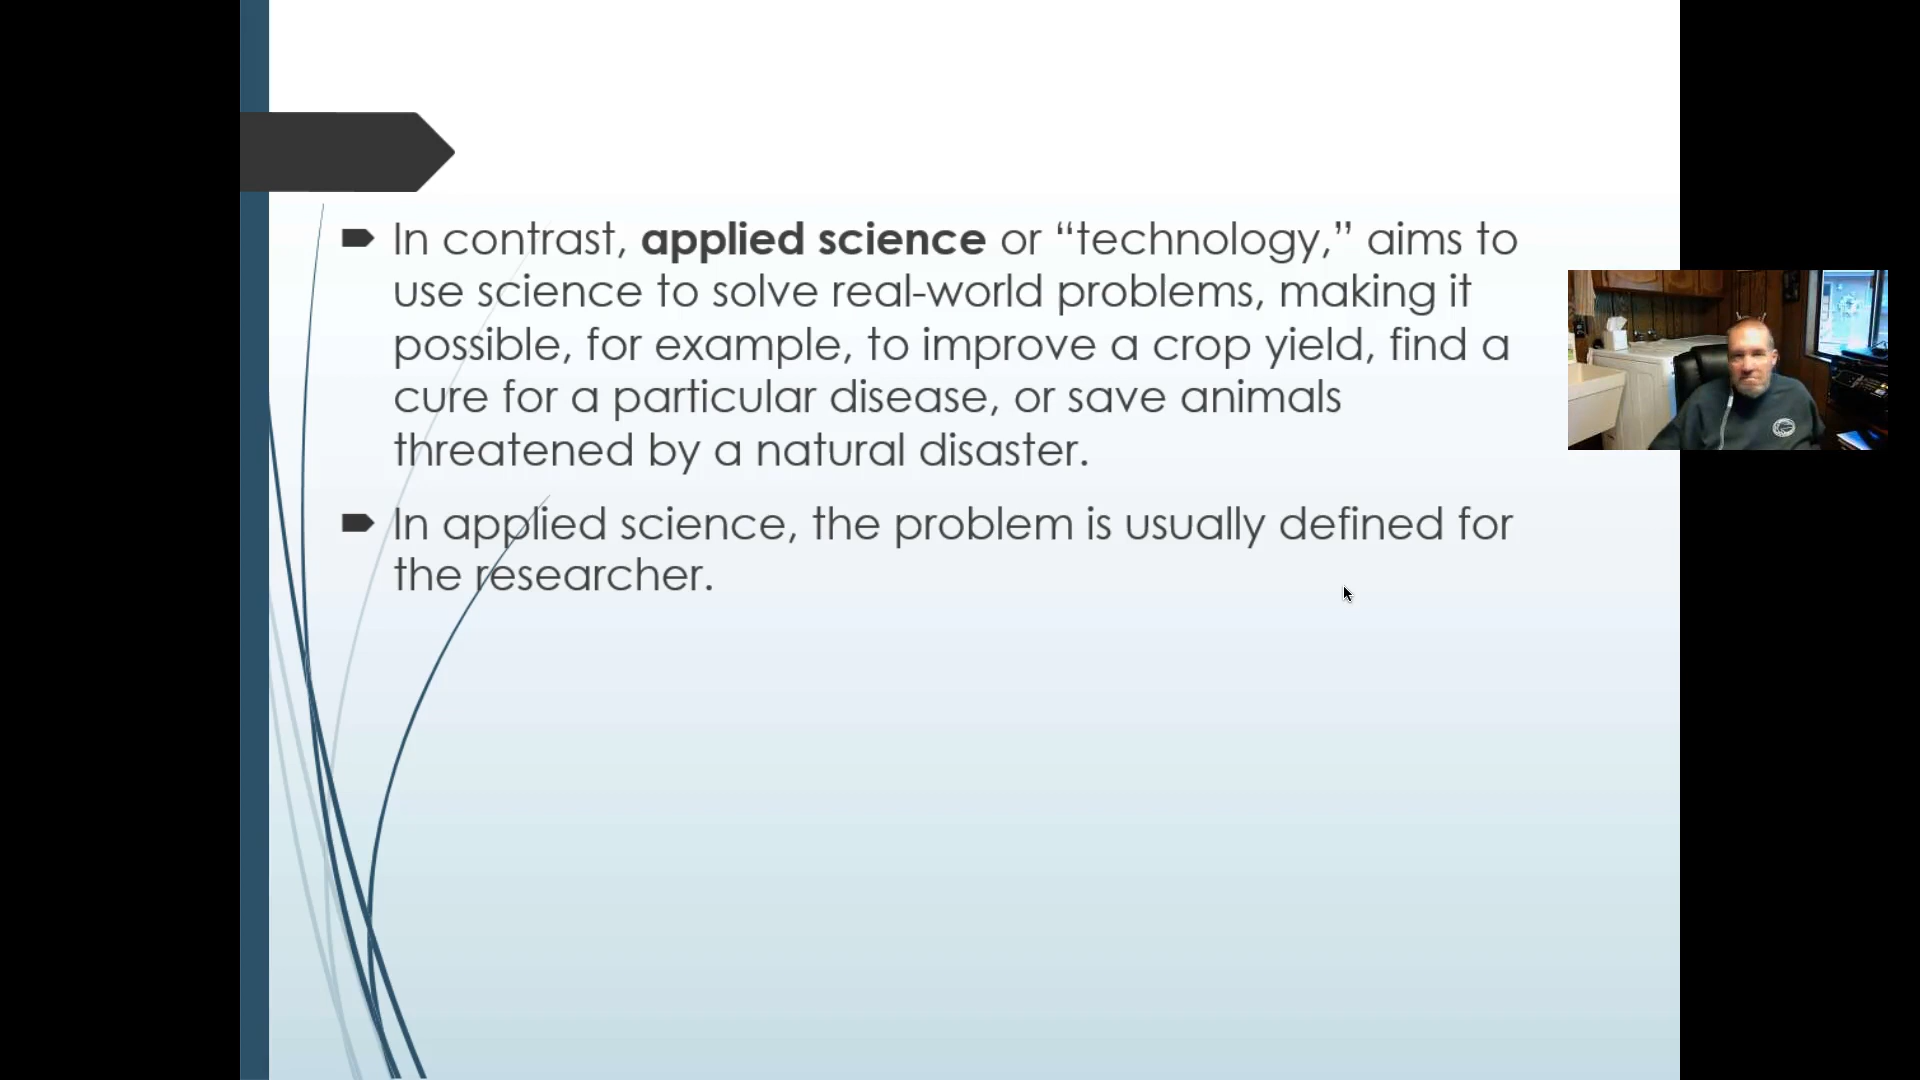 In contrast, applied science or “technology,” aims to
use science to solve real-world problems, making it
possible, for example, to improve a crop yield, find a
cure for a particular disease, or save animals
threatened by a natural disaster.
In applied science, the problem is usually defined for
the researcher.